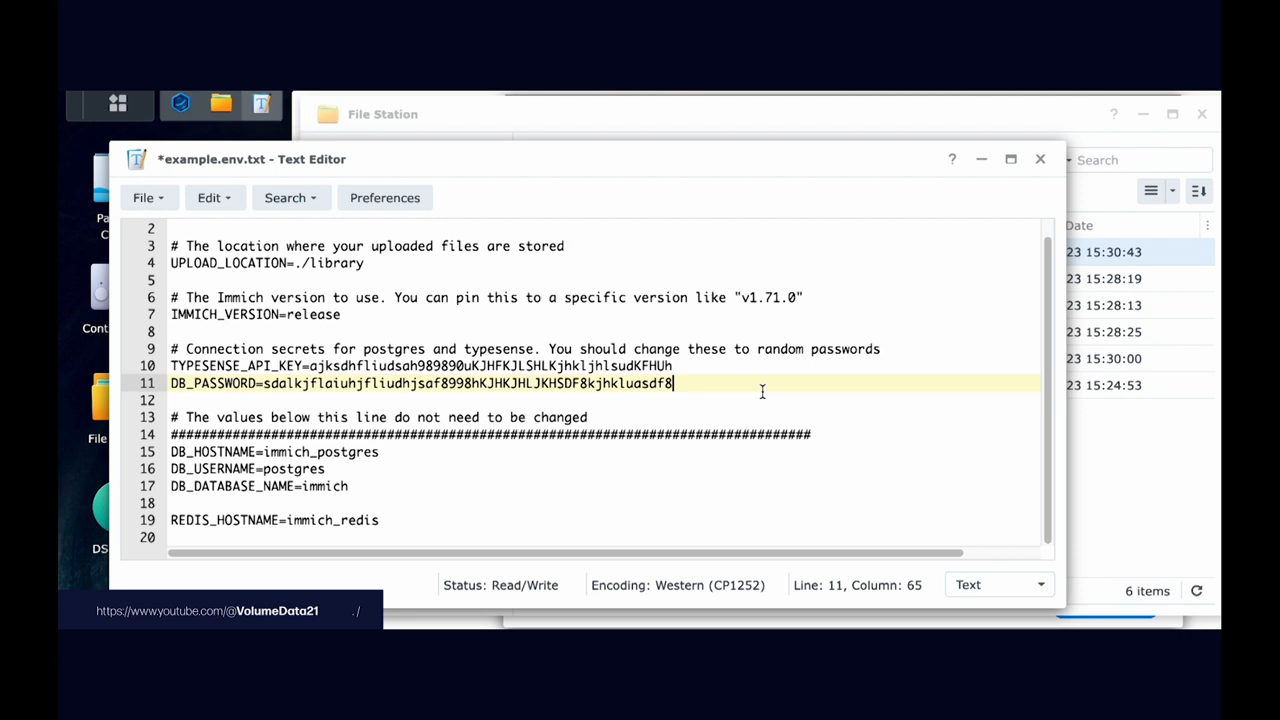 File Station
*example.env.txt - Text Editor
Search
File
Edit
Search
Preferences
Date
2
3 # The location where your uploaded files are stored
4 UPLOAD_LOCATION=./library
5
6 # The Immich version to use. You can pin this to a specific version like "v1.71.0"
7 IMMICH_VERSION=release
8
9 # Connection secrets for postgres and typesense. You should change these to random passwords
10 TYPESENSE_API_KEY=ajksdhfliudsah989890uKJHFKJLSHLKjhkljhlsudKFHUh
11 DB_PASSWORD=sdalkjflaiuhjfliudhjsaf8998hKJHKJHLJKHSDF8kjhkluasdf8
12
13 # The values below this line do not need to be changed
14 ###################################################################################
15 DB_HOSTNAME=immich_postgres
16 DB_USERNAME=postgres
17 DB_DATABASE_NAME=immich
18
19 REDIS_HOSTNAME=immich_redis
20
23 15:30:43
23 15:28:19
23 15:28:13
23 15:28:25
23 15:30:00
23 15:24:53
Pa
C
Cont
File
DS
Status: Read/Write
Encoding: Western (CP1252)
Line: 11, Column: 65
Text
6 items
https://www.youtube.com/@VolumeData21 ./